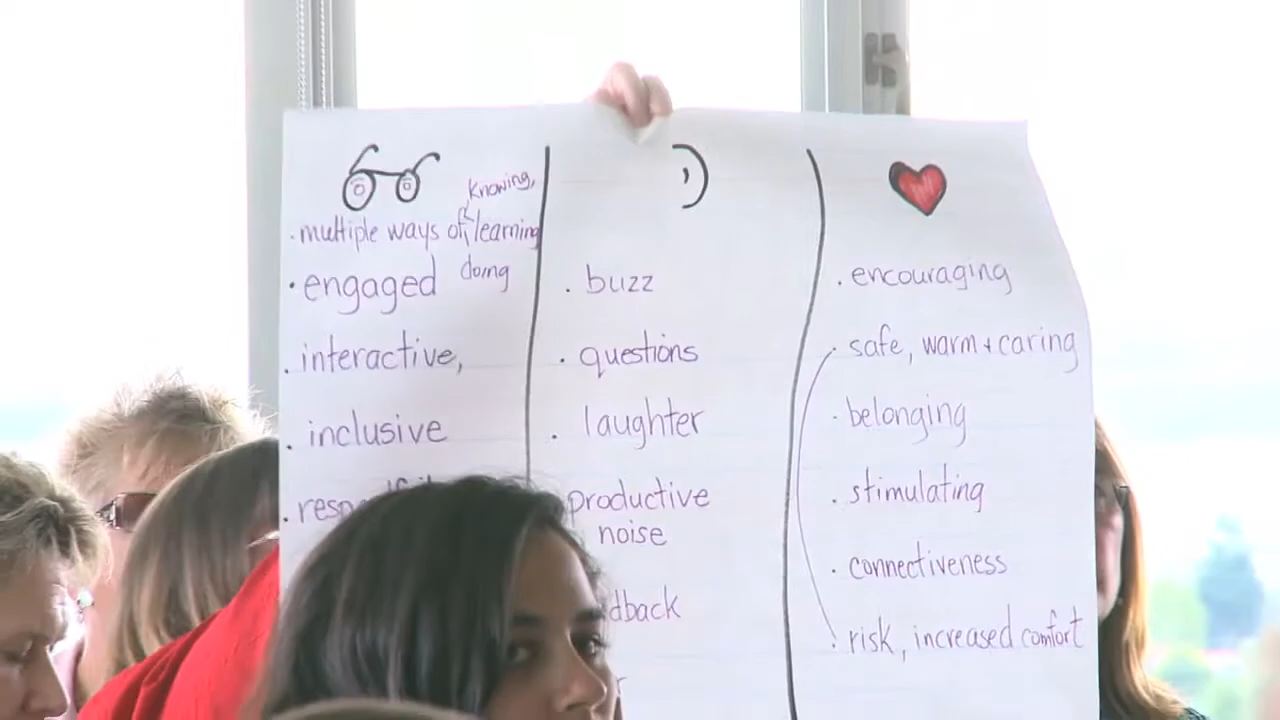 knowing,
· multiple ways of learning
doing
· engaged
· interactive,
· inclusive
· buzz
· questions
· laughter
productive
noise
· encouraging
· safe, warm + caring
· belonging
· stimulating
· connectiveness
· risk, increased comfort